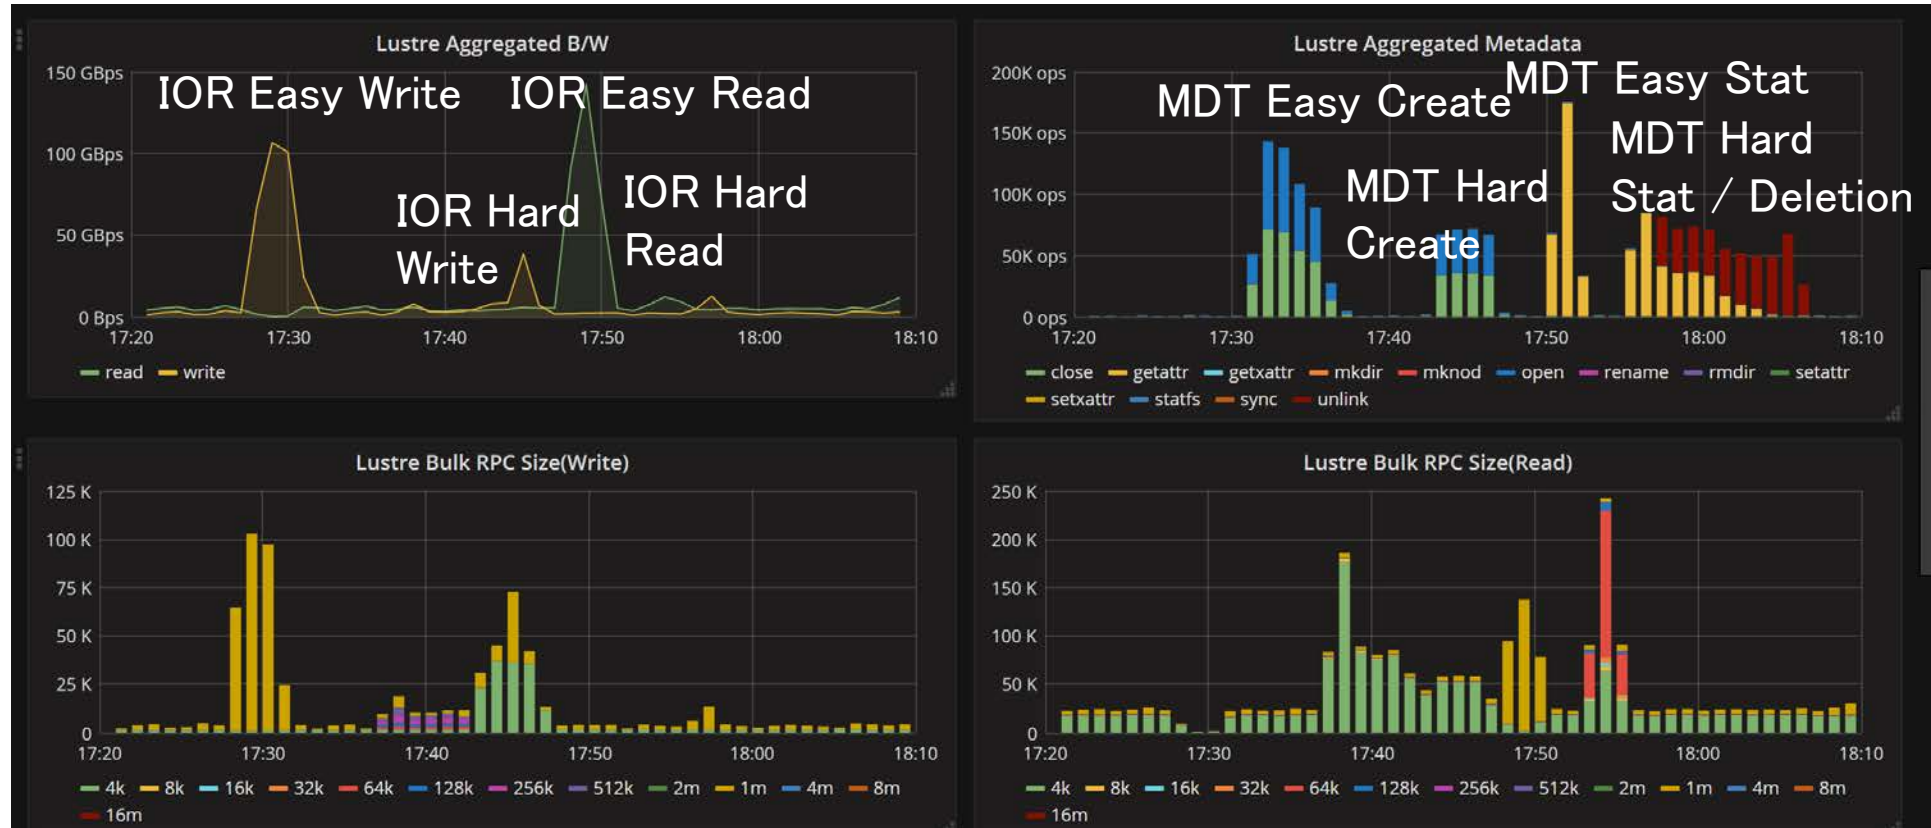 Lustre Aggregated B/W
150 GBps
100 GBps
50 GBps
0 Bps
IOR Easy Write
IOR Easy Read
IOR Hard
Write
IOR Hard
Read
17:20 17:30 17:40 17:50 18:00 18:10
read write
Lustre Aggregated Metadata
200K ops
150K ops
100K ops
50K ops
0 ops
MDT Easy Create
MDT Easy Stat
MDT Hard
Create
MDT Hard
Stat / Deletion
17:20 17:30 17:40 17:50 18:00 18:10
close getattr getxattr mkdir mknod open rename rmdir setattr
setxattr statfs sync unlink
Lustre Bulk RPC Size(Write)
125 K
100 K
75 K
50 K
25 K
0
17:20 17:30 17:40 17:50 18:00 18:10
4k 8k 16k 32k 64k 128k 256k 512k 2m 1m 4m 8m
16m
Lustre Bulk RPC Size(Read)
250 K
200 K
150 K
100 K
50 K
0
17:20 17:30 17:40 17:50 18:00 18:10
4k 8k 16k 32k 64k 128k 256k 512k 2m 1m 4m 8m
16m